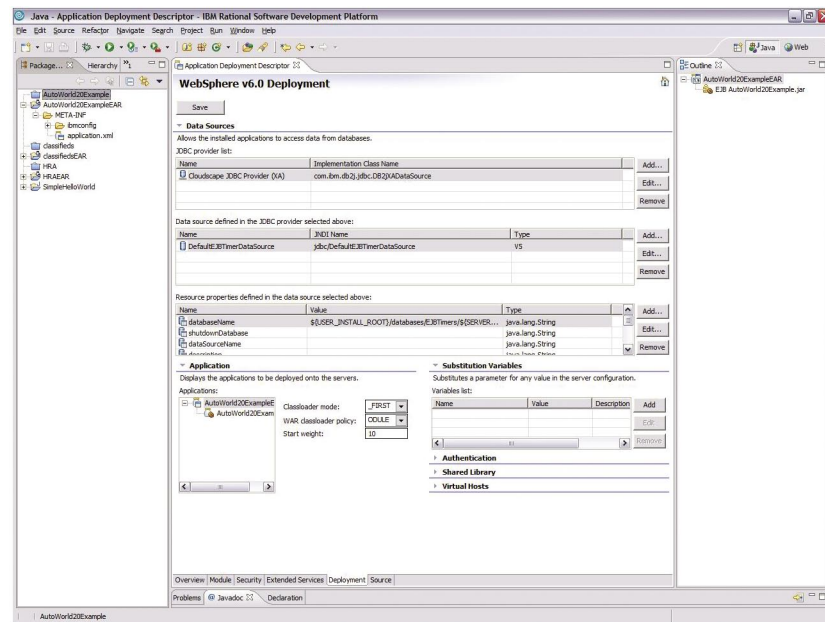 Java - Application Deployment Descriptor - IBM Rational Software Development Platform
File Edit Source Refactor Navigate Search Project Run Window Help
Java Web
Package... Hierarchy
AutoWorld20Example
AutoWorld20ExampleEAR
META-INF
ibmconfig
application.xml
classifieds
classifiedsEAR
HRA
HRAEAR
SimpleHelloWorld
Application Deployment Descriptor
WebSphere v6.0 Deployment
Save
Data Sources
Allows the installed applications to access data from databases.
JDBC provider list:
Name Implementation Class Name
Cloudscape JDBC Provider (XA) com.ibm.db2j.jdbc.DB2jXADataSource
Add...
Edit...
Remove
Data source defined in the JDBC provider selected above:
Name JNDI Name Type
DefaultEJBTimerDataSource jdbc/DefaultEJBTimerDataSource V5
Add...
Edit...
Remove
Resource properties defined in the data source selected above:
Name Value Type
databaseName ${USER_INSTALL_ROOT}/databases/EJBTimers/${SERVER... java.lang.String
shutdownDatabase java.lang.String
dataSourceName java.lang.String
description java.lang.String
Add...
Edit...
Remove
Application
Displays the applications to be deployed onto the servers.
Applications:
AutoWorld20ExampleE
AutoWorld20Exam
Classloader mode: _FIRST
WAR classloader policy: ODULE
Start weight: 10
Substitution Variables
Substitutes a parameter for any value in the server configuration.
Variables list:
Name Value Description
Add
Edit
Remove
Authentication
Shared Library
Virtual Hosts
Overview Module Security Extended Services Deployment Source
Problems @ Javadoc Declaration
Outline
AutoWorld20ExampleEAR
EJB AutoWorld20Example.jar
AutoWorld20Example